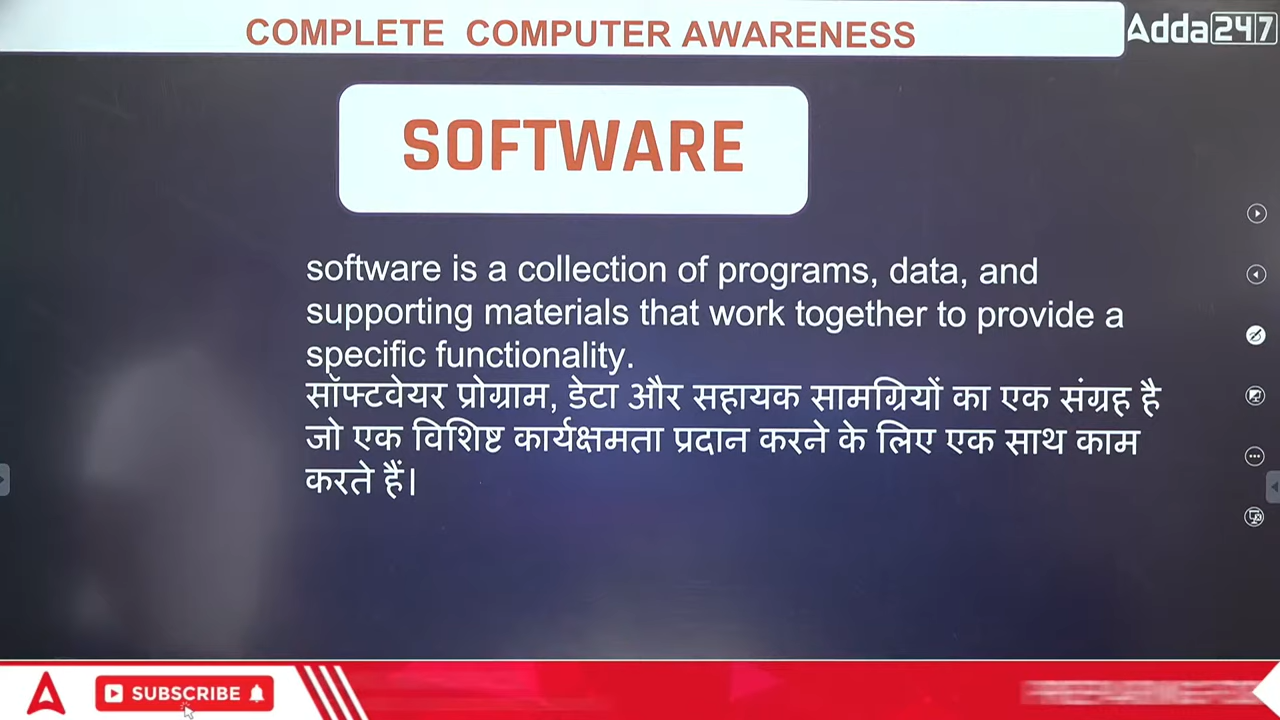 COMPLETE COMPUTER AWARENESS
Adda247
SOFTWARE
software is a collection of programs, data, and
supporting materials that work together to provide a
specific functionality.
सॉफ्टवेयर प्रोग्राम, डेटा और सहायक सामग्रियों का एक संग्रह है
जो एक विशिष्ट कार्यक्षमता प्रदान करने के लिए एक साथ काम
करते हैं।
SUBSCRIBE